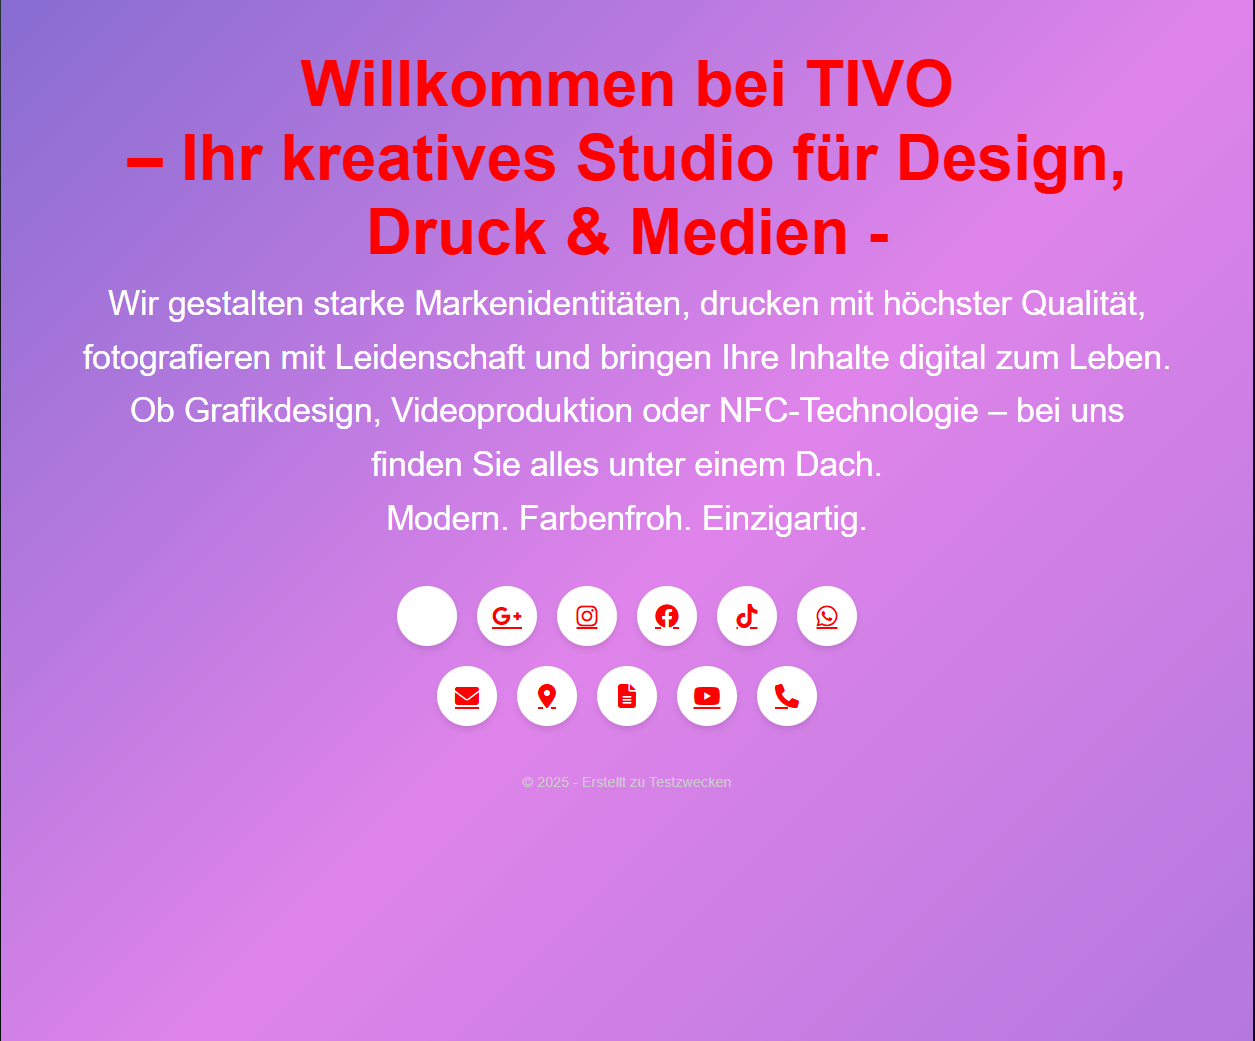 Willkommen bei TIVO
– Ihr kreatives Studio für Design,
Druck & Medien -
Wir gestalten starke Markenidentitäten, drucken mit höchster Qualität,
fotografieren mit Leidenschaft und bringen Ihre Inhalte digital zum Leben.
Ob Grafikdesign, Videoproduktion oder NFC-Technologie – bei uns
finden Sie alles unter einem Dach.
Modern. Farbenfroh. Einzigartig.
© 2025 - Erstellt zu Testzwecken